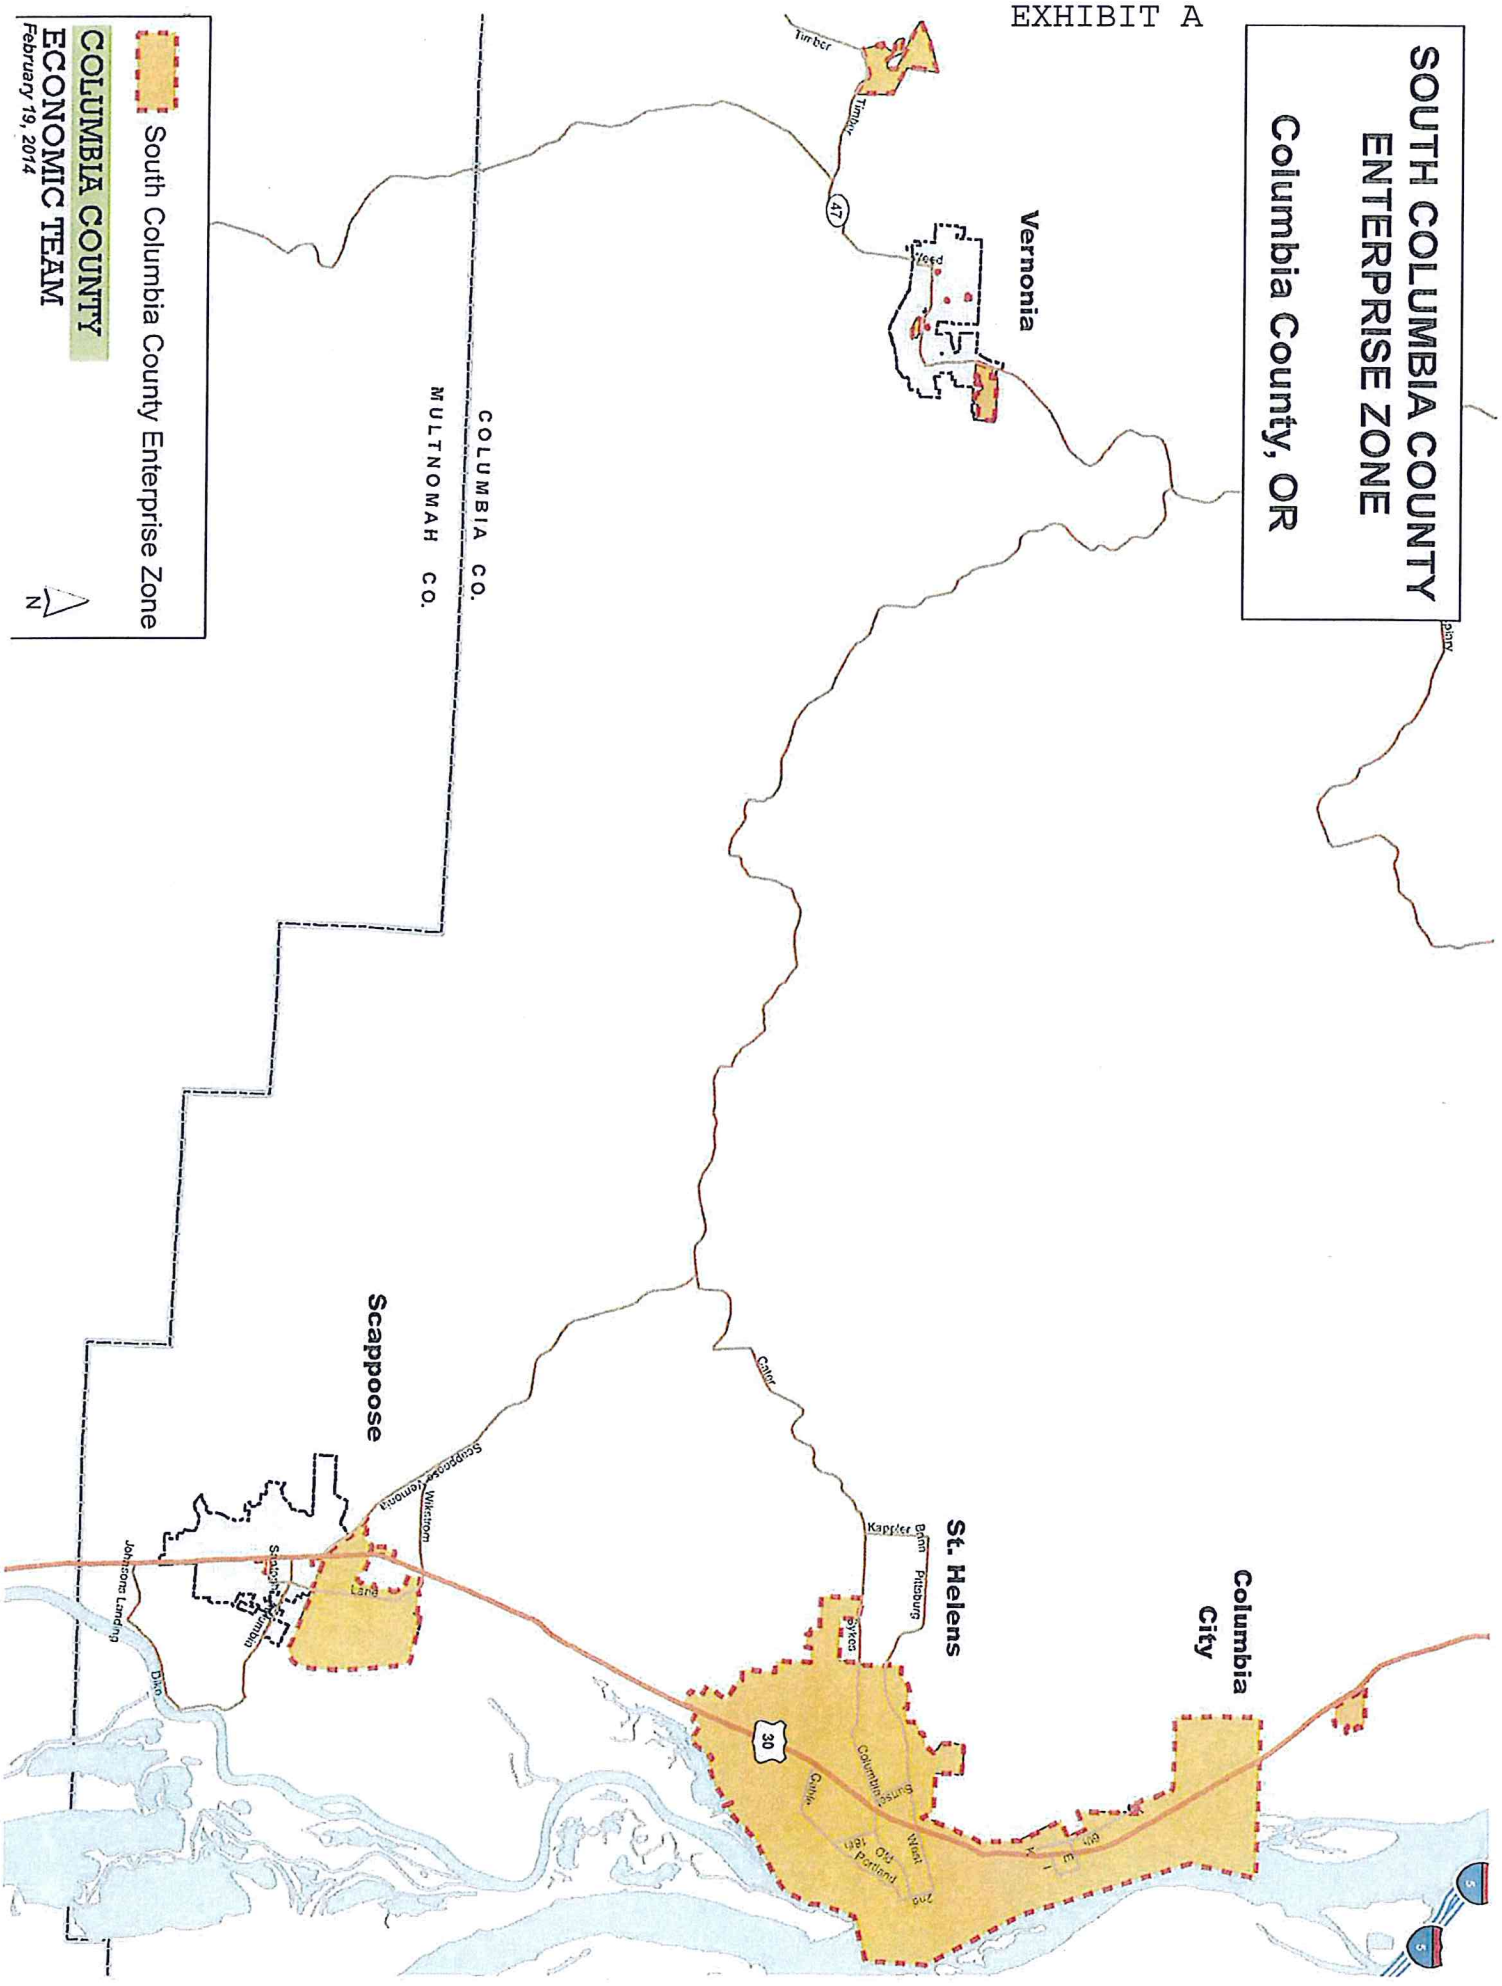 EXHIBIT A
SOUTH COLUMBIA COUNTY
ENTERPRISE ZONE
Columbia County, OR
Timber
Timber
47
Vernonia
COLUMBIA CO.
MULTNOMAH CO.
Scappoose
Scappoose Vernonia
Wikstrom
Lane
Johnsons Landing
Dike
Cater
Kappler
Pittsburg
Sykes
St. Helens
Columbia
City
30
Columbia
Gable
Sunset
West
Old
Portland
2nd
6th
E
I
K
5
5
South Columbia County Enterprise Zone
COLUMBIA COUNTY
ECONOMIC TEAM
February 19, 2014
N